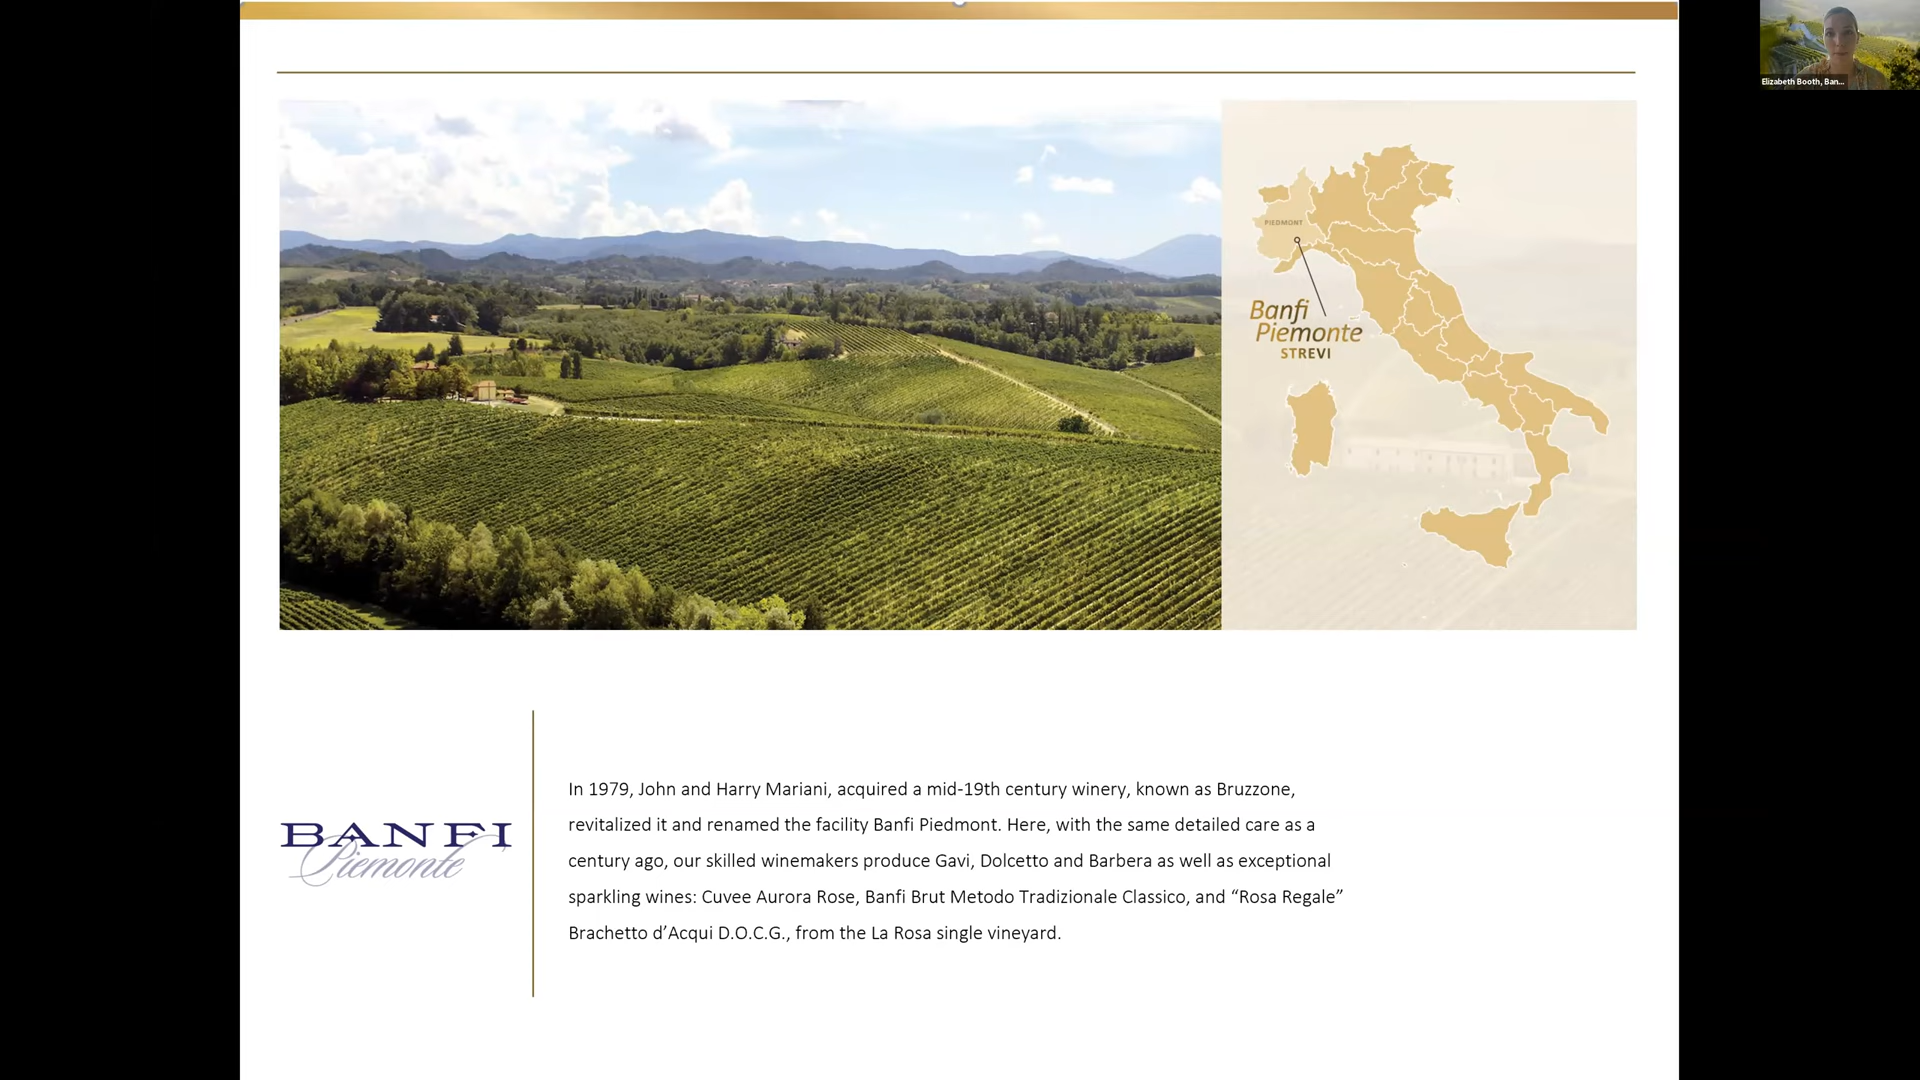 Elizabeth Booth, Ban...
PIEDMONT
Banfi
Piemonte
STREVI
BANFI
Piemonte
In 1979, John and Harry Mariani, acquired a mid-19th century winery, known as Bruzzone,
revitalized it and renamed the facility Banfi Piedmont. Here, with the same detailed care as a
century ago, our skilled winemakers produce Gavi, Dolcetto and Barbera as well as exceptional
sparkling wines: Cuvee Aurora Rose, Banfi Brut Metodo Tradizionale Classico, and “Rosa Regale”
Brachetto d’Acqui D.O.C.G., from the La Rosa single vineyard.